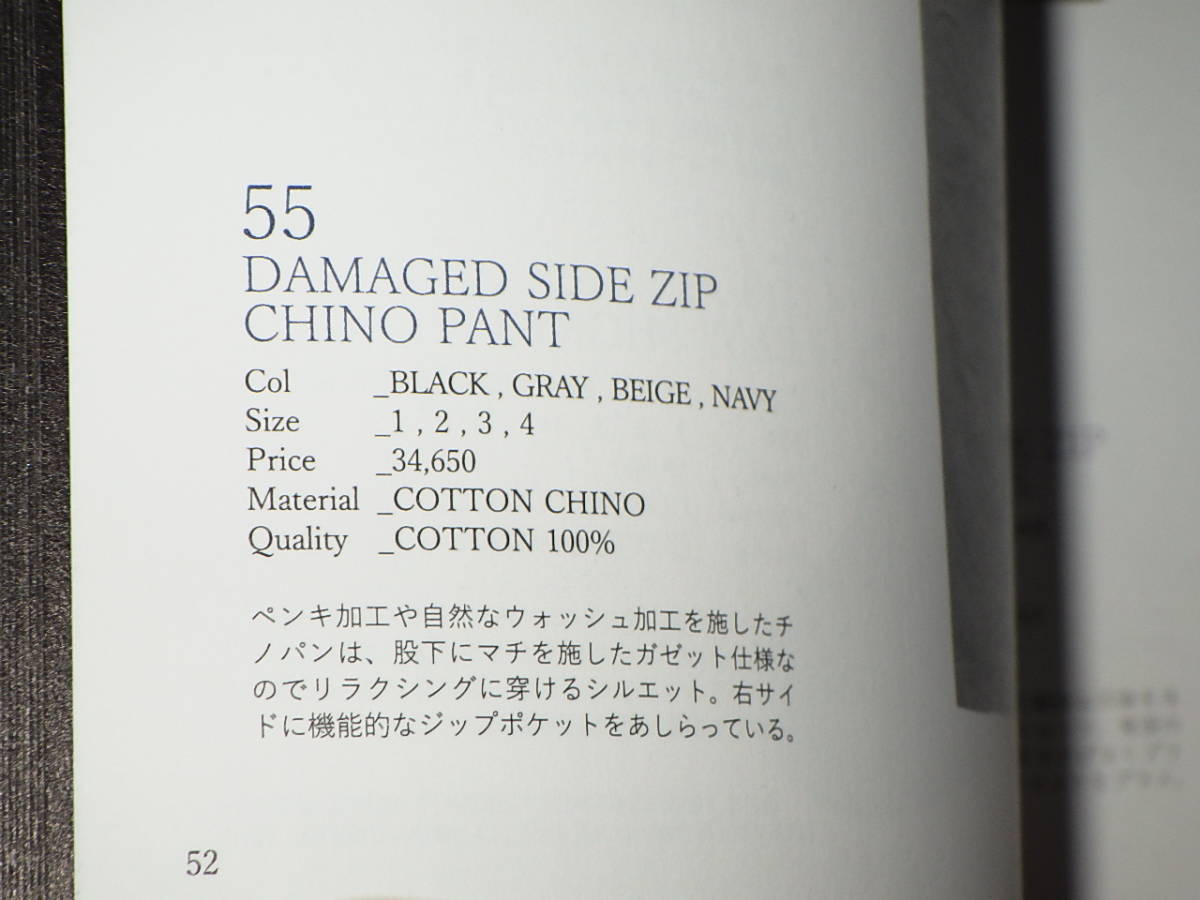 55
DAMAGED SIDE ZIP
CHINO PANT
Col _BLACK , GRAY , BEIGE , NAVY
Size _1 , 2 , 3 , 4
Price _34,650
Material _COTTON CHINO
Quality _COTTON 100%
ペンキ加工や自然なウォッシュ加工を施したチ
ノパンは、股下にマチを施したガゼット仕様な
のでリラクシングに穿けるシルエット。右サイ
ドに機能的なジップポケットをあしらっている。
52